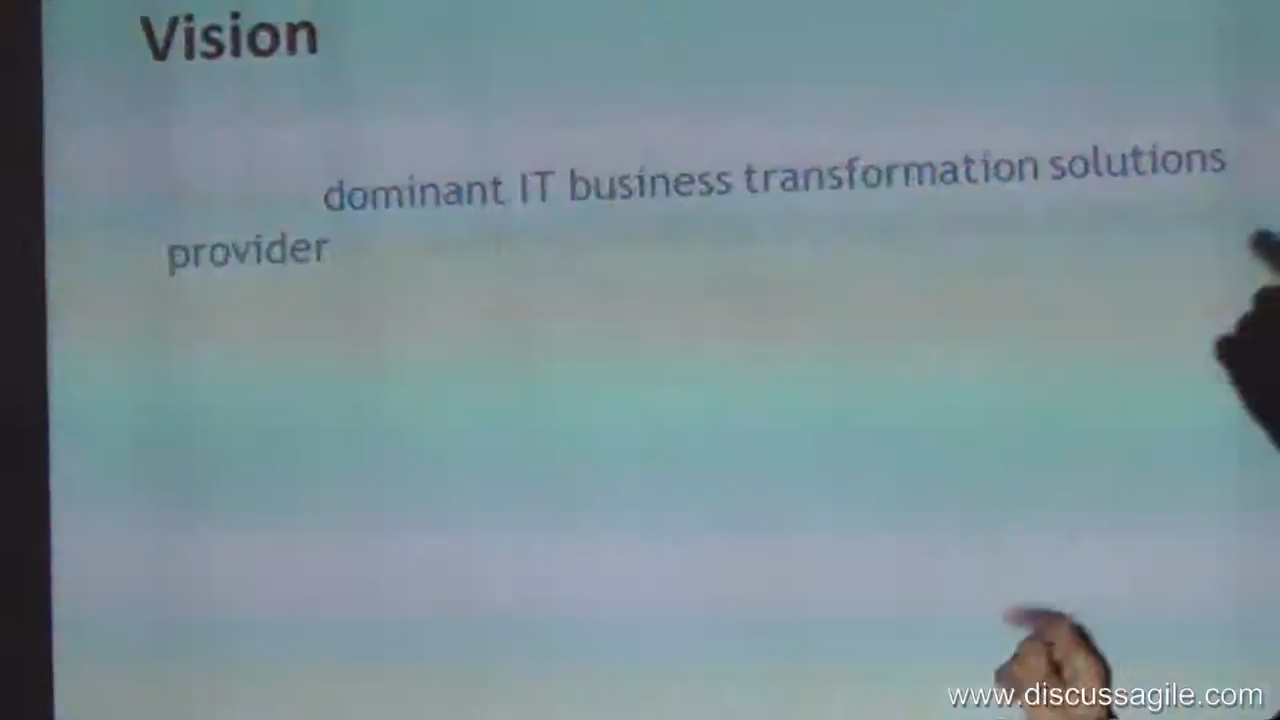 Vision
dominant IT business transformation solutions
provider
www.discussagile.com